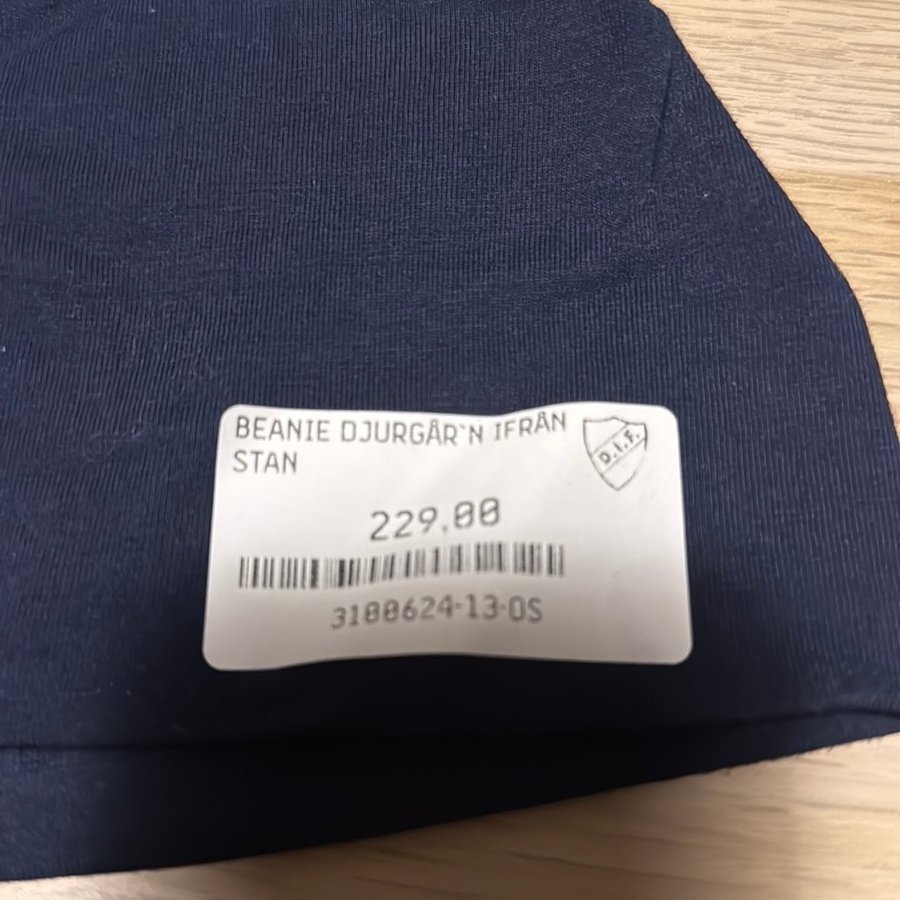 BEANIE DJURGÅR`N IFRÅN
STAN
D.I.F.
229.00
3100624-13-OS